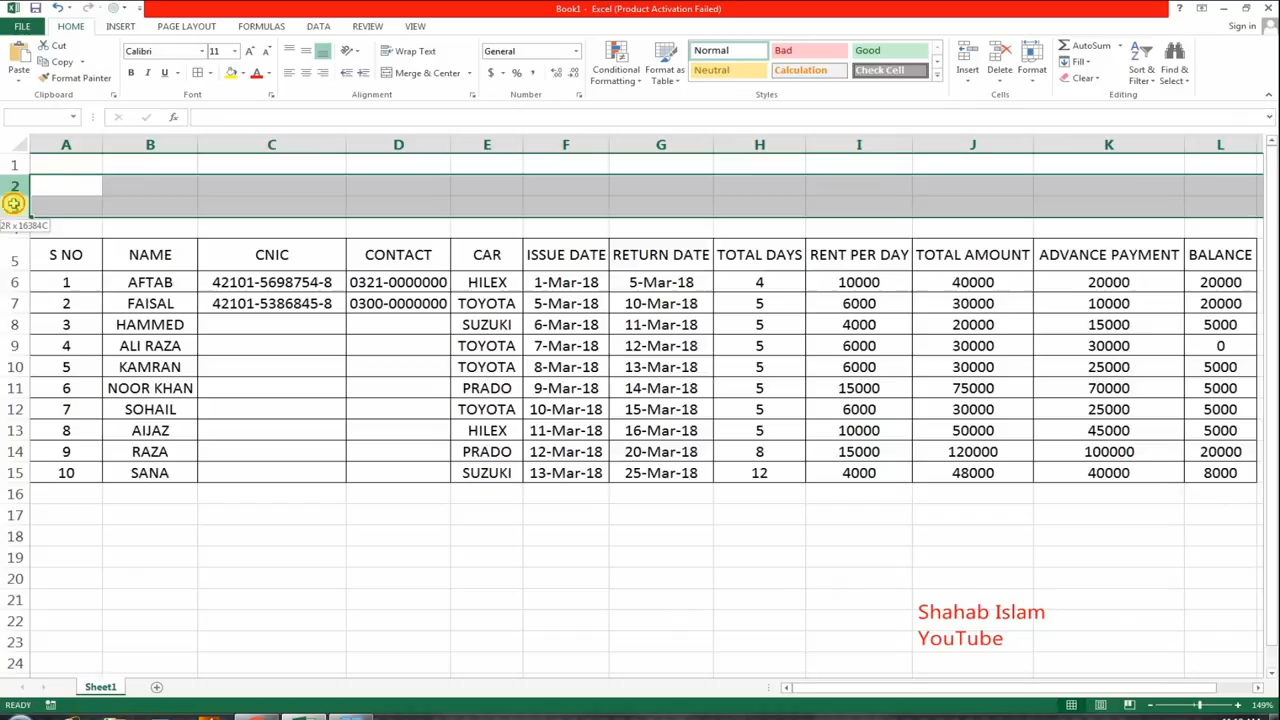 Book1 - Excel (Product Activation Failed)
FILE HOME INSERT PAGE LAYOUT FORMULAS DATA REVIEW VIEW Sign in
Paste Cut Copy Format Painter
Clipboard
Calibri 11
B I U A
Font
Wrap Text
Merge & Center
Alignment
General
$ % ,
Number
Conditional Formatting
Format as Table
Normal Bad Good
Neutral Calculation Check Cell
Styles
Insert Delete Format
Cells
AutoSum
Fill
Clear
Sort & Filter
Find & Select
Editing
fx
A B C D E F G H I J K L
1
2
2R x 16384C
5 S NO NAME CNIC CONTACT CAR ISSUE DATE RETURN DATE TOTAL DAYS RENT PER DAY TOTAL AMOUNT ADVANCE PAYMENT BALANCE
6 1 AFTAB 42101-5698754-8 0321-0000000 HILEX 1-Mar-18 5-Mar-18 4 10000 40000 20000 20000
7 2 FAISAL 42101-5386845-8 0300-0000000 TOYOTA 5-Mar-18 10-Mar-18 5 6000 30000 10000 20000
8 3 HAMMED SUZUKI 6-Mar-18 11-Mar-18 5 4000 20000 15000 5000
9 4 ALI RAZA TOYOTA 7-Mar-18 12-Mar-18 5 6000 30000 30000 0
10 5 KAMRAN TOYOTA 8-Mar-18 13-Mar-18 5 6000 30000 25000 5000
11 6 NOOR KHAN PRADO 9-Mar-18 14-Mar-18 5 15000 75000 70000 5000
12 7 SOHAIL TOYOTA 10-Mar-18 15-Mar-18 5 6000 30000 25000 5000
13 8 AIJAZ HILEX 11-Mar-18 16-Mar-18 5 10000 50000 45000 5000
14 9 RAZA PRADO 12-Mar-18 20-Mar-18 8 15000 120000 100000 20000
15 10 SANA SUZUKI 13-Mar-18 25-Mar-18 12 4000 48000 40000 8000
16
17
18
19
20
21
22
23
24
Shahab Islam
YouTube
Sheet1
READY 149%